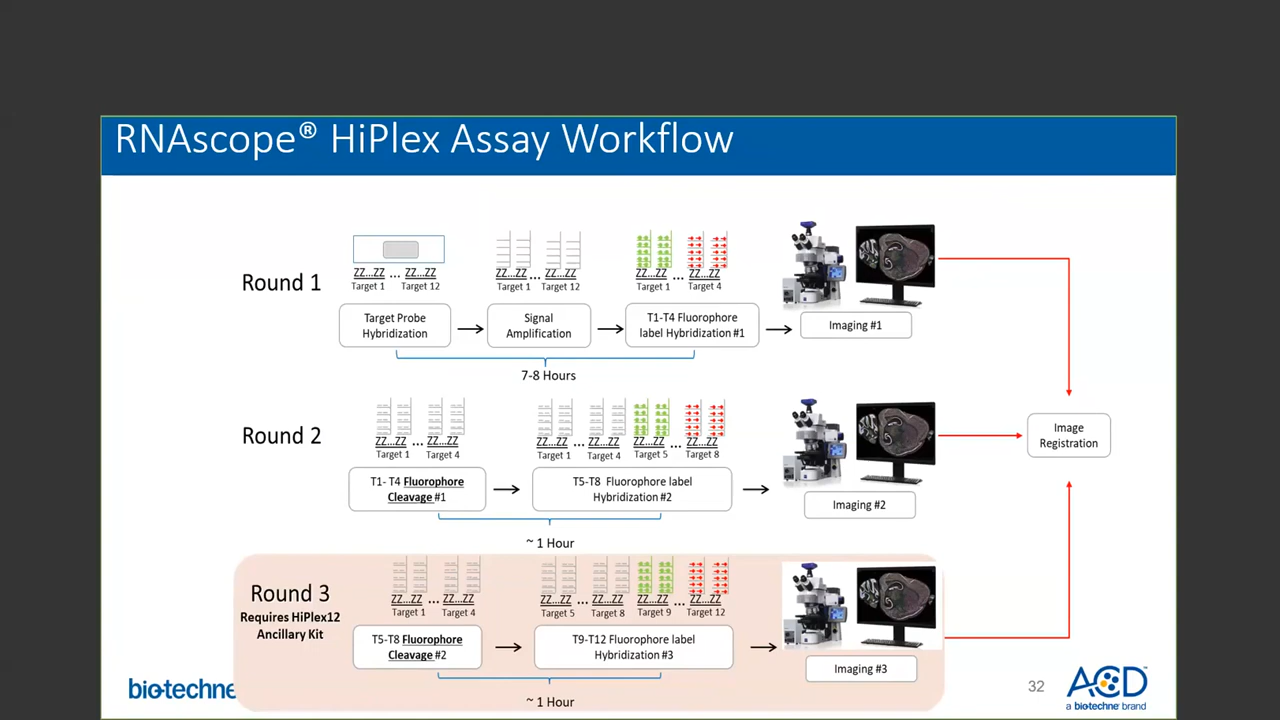 RNAscope® HiPlex Assay Workflow
Round 1
ZZ...ZZ ... ZZ...ZZ
Target 1 Target 12
ZZ...ZZ ... ZZ...ZZ
Target 1 Target 12
ZZ...ZZ ... ZZ...ZZ
Target 1 Target 4
Target Probe
Hybridization
Signal
Amplification
T1-T4 Fluorophore
label Hybridization #1
Imaging #1
7-8 Hours
Round 2
ZZ...ZZ ... ZZ...ZZ
Target 1 Target 4
ZZ...ZZ ... ZZ...ZZ ZZ...ZZ ... ZZ...ZZ
Target 1 Target 4 Target 5 Target 8
T1- T4 Fluorophore
Cleavage #1
T5-T8 Fluorophore label
Hybridization #2
Imaging #2
~ 1 Hour
Image
Registration
Round 3
Requires HiPlex12
Ancillary Kit
ZZ...ZZ ... ZZ...ZZ
Target 1 Target 4
ZZ...ZZ ... ZZ...ZZ ZZ...ZZ ... ZZ...ZZ
Target 5 Target 8 Target 9 Target 12
T5-T8 Fluorophore
Cleavage #2
T9-T12 Fluorophore label
Hybridization #3
Imaging #3
~ 1 Hour
bio-techne
32
ACD™
a bio-techne brand